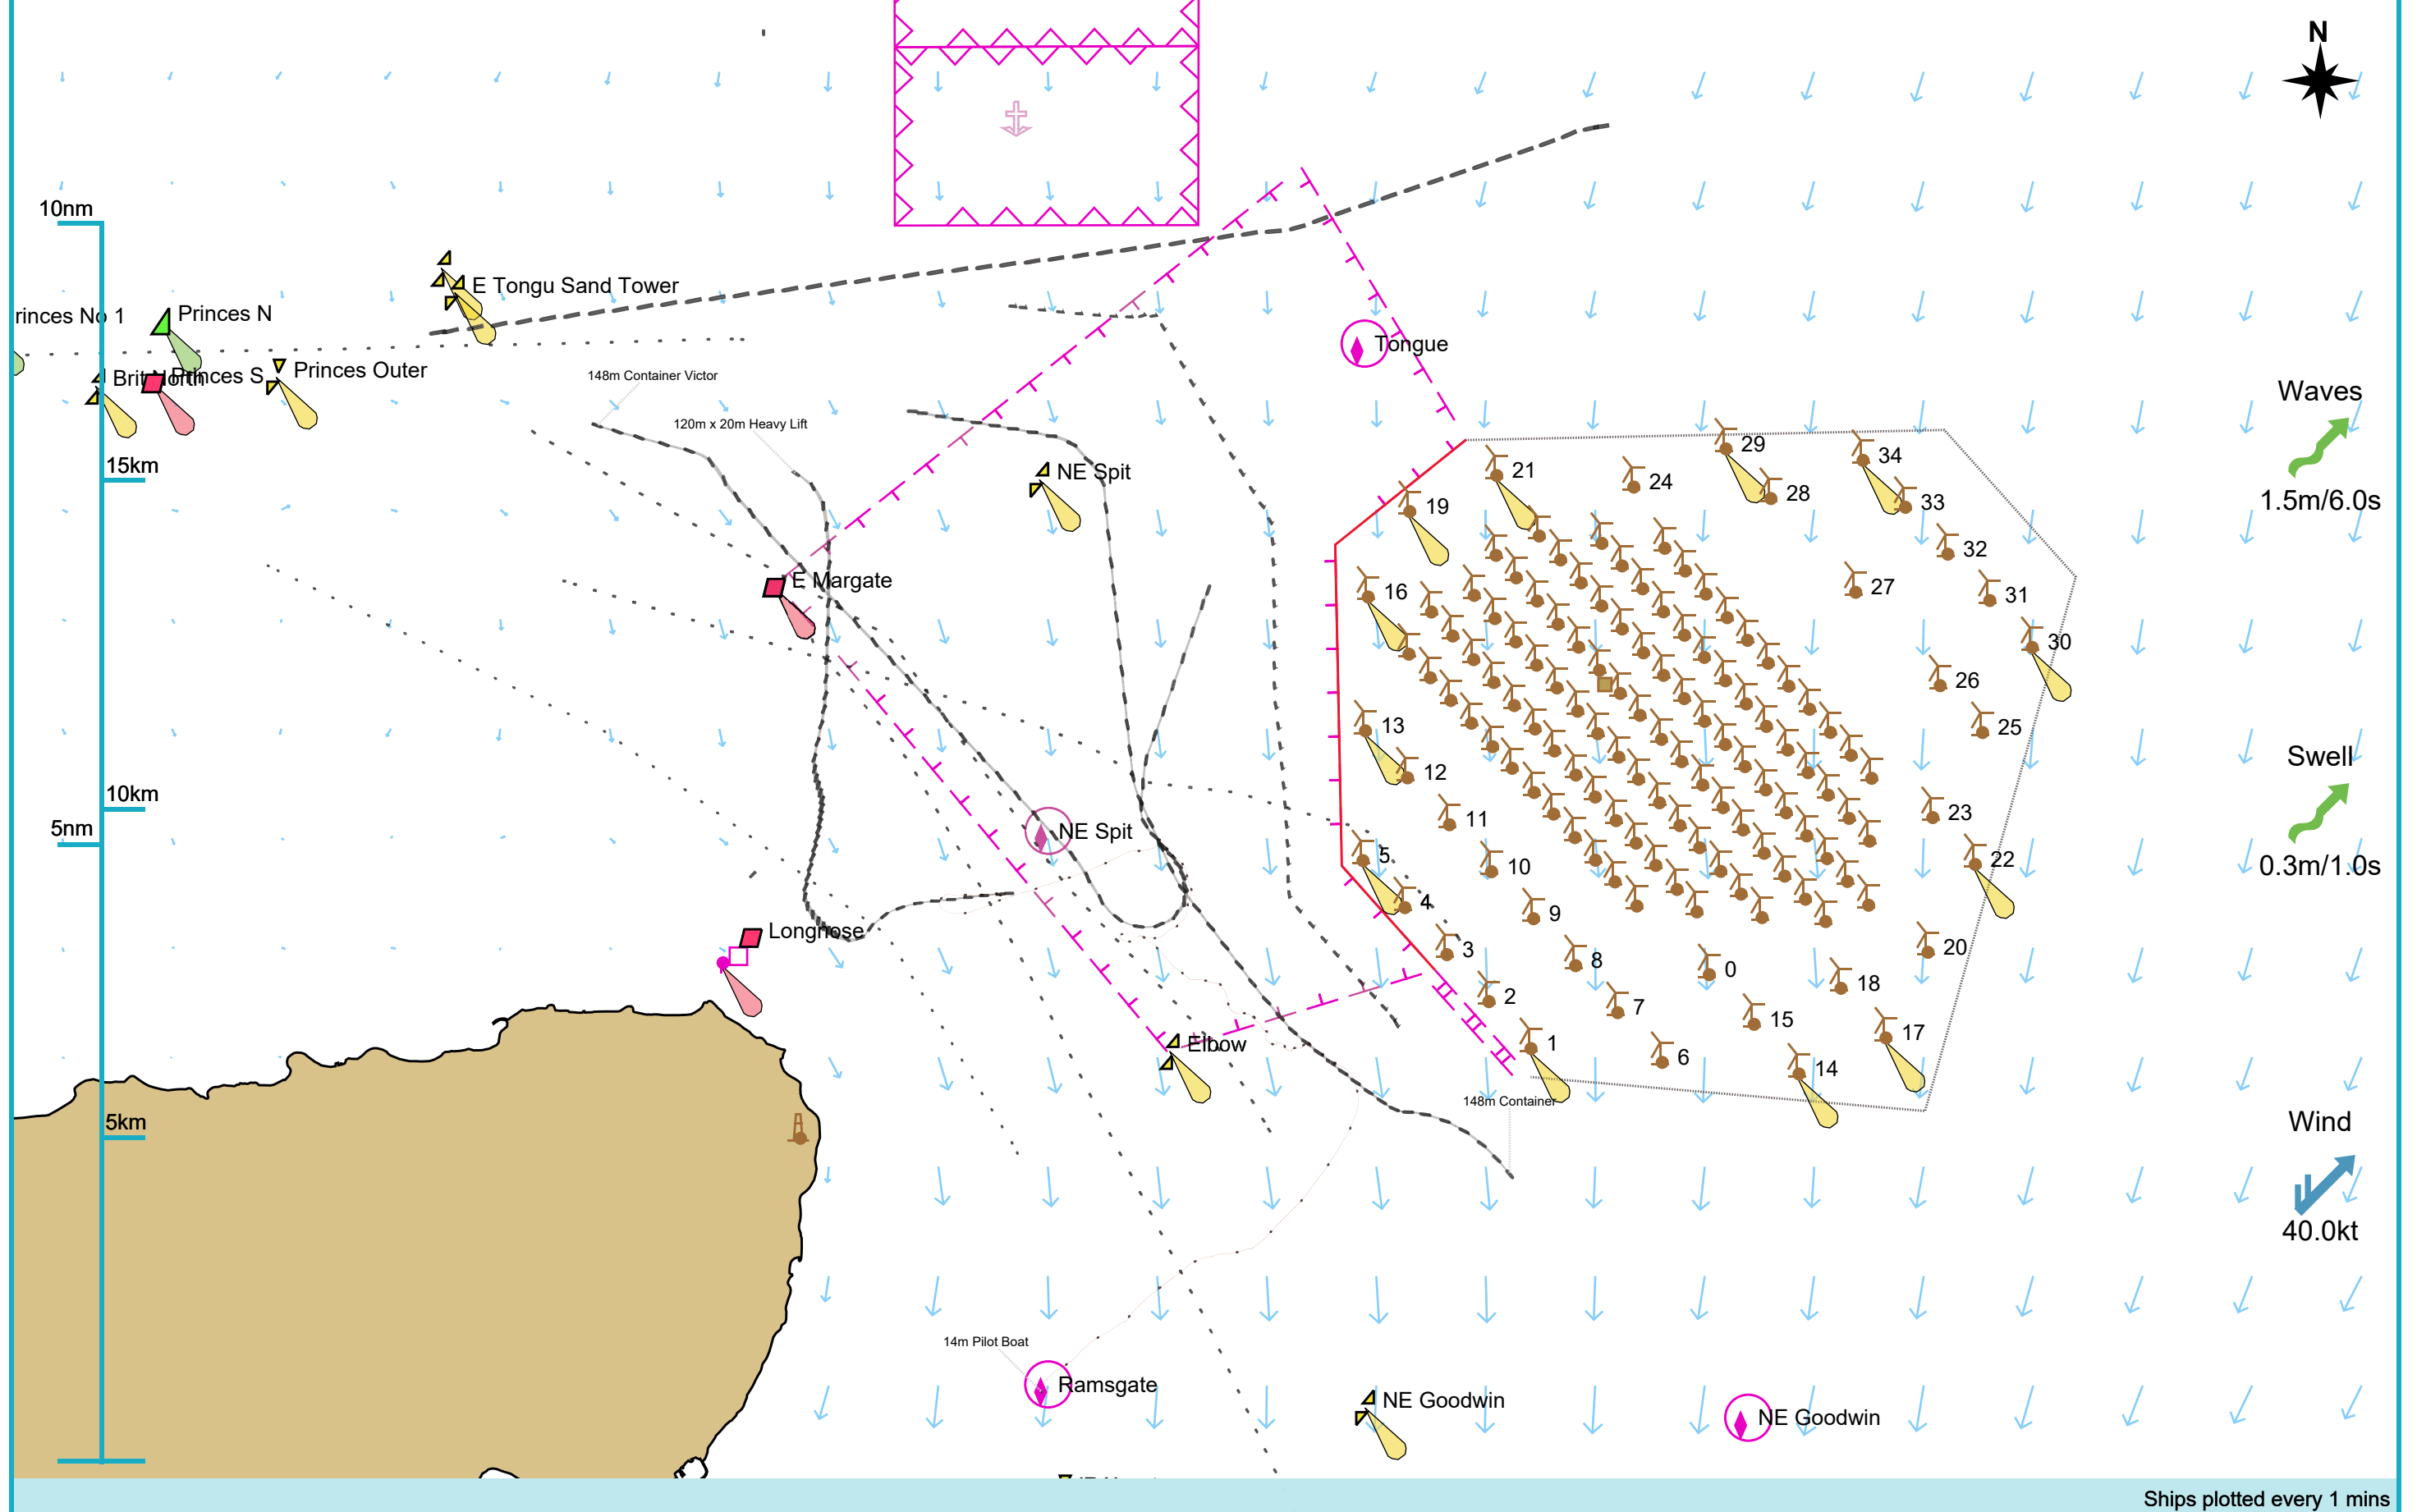 N
10nm
E Tongu Sand Tower
rinces No 1
Princes N
Tongue
Brit North
Princes S
Princes Outer
148m Container Victor
Waves
120m x 20m Heavy Lift
29
34
15km
NE Spit
21
24
28
33
1.5m/6.0s
19
32
E Margate
16
27
31
30
26
13
25
12
Swell
10km
5nm
NE Spit
11
23
5
10
22
0.3m/1.0s
4
9
Longnose
3
20
8
0
18
2
7
15
Elbow
1
6
17
14
148m Container
5km
Wind
40.0kt
14m Pilot Boat
Ramsgate
NE Goodwin
NE Goodwin
Ships plotted every 1 mins